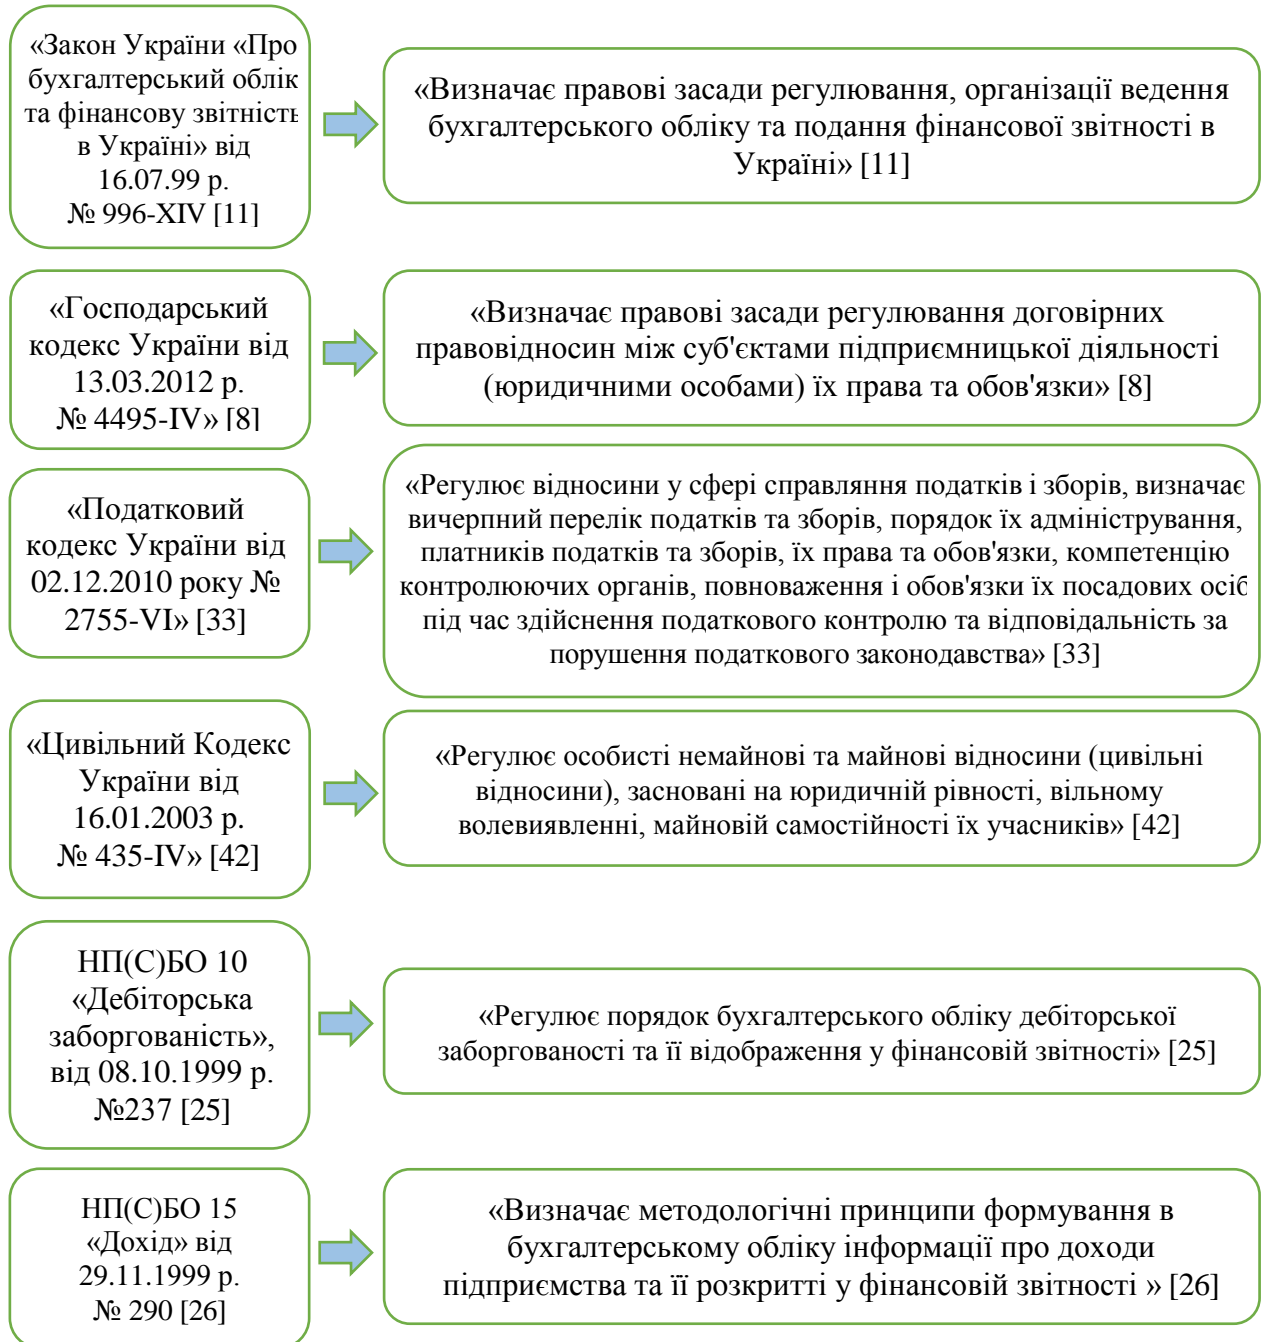 «Закон України «Про
бухгалтерський облік
та фінансову звітність
в Україні» від
16.07.99 р.
№ 996-XIV [11]
«Визначає правові засади регулювання, організації ведення
бухгалтерського обліку та подання фінансової звітності в
Україні» [11]
«Господарський
кодекс України від
13.03.2012 р.
№ 4495-IV» [8]
«Визначає правові засади регулювання договірних
правовідносин між суб'єктами підприємницької діяльності
(юридичними особами) їх права та обов'язки» [8]
«Податковий
кодекс України від
02.12.2010 року №
2755-VI» [33]
«Регулює відносини у сфері справляння податків і зборів, визначає
вичерпний перелік податків та зборів, порядок їх адміністрування,
платників податків та зборів, їх права та обов'язки, компетенцію
контролюючих органів, повноваження і обов'язки їх посадових осіб
під час здійснення податкового контролю та відповідальність за
порушення податкового законодавства» [33]
«Цивільний Кодекс
України від
16.01.2003 р.
№ 435-IV» [42]
«Регулює особисті немайнові та майнові відносини (цивільні
відносини), засновані на юридичній рівності, вільному
волевиявленні, майновій самостійності їх учасників» [42]
НП(С)БО 10
«Дебіторська
заборгованість»,
від 08.10.1999 р.
№237 [25]
«Регулює порядок бухгалтерського обліку дебіторської
заборгованості та її відображення у фінансовій звітності» [25]
НП(С)БО 15
«Дохід» від
29.11.1999 р.
№ 290 [26]
«Визначає методологічні принципи формування в
бухгалтерському обліку інформації про доходи
підприємства та її розкритті у фінансовій звітності » [26]